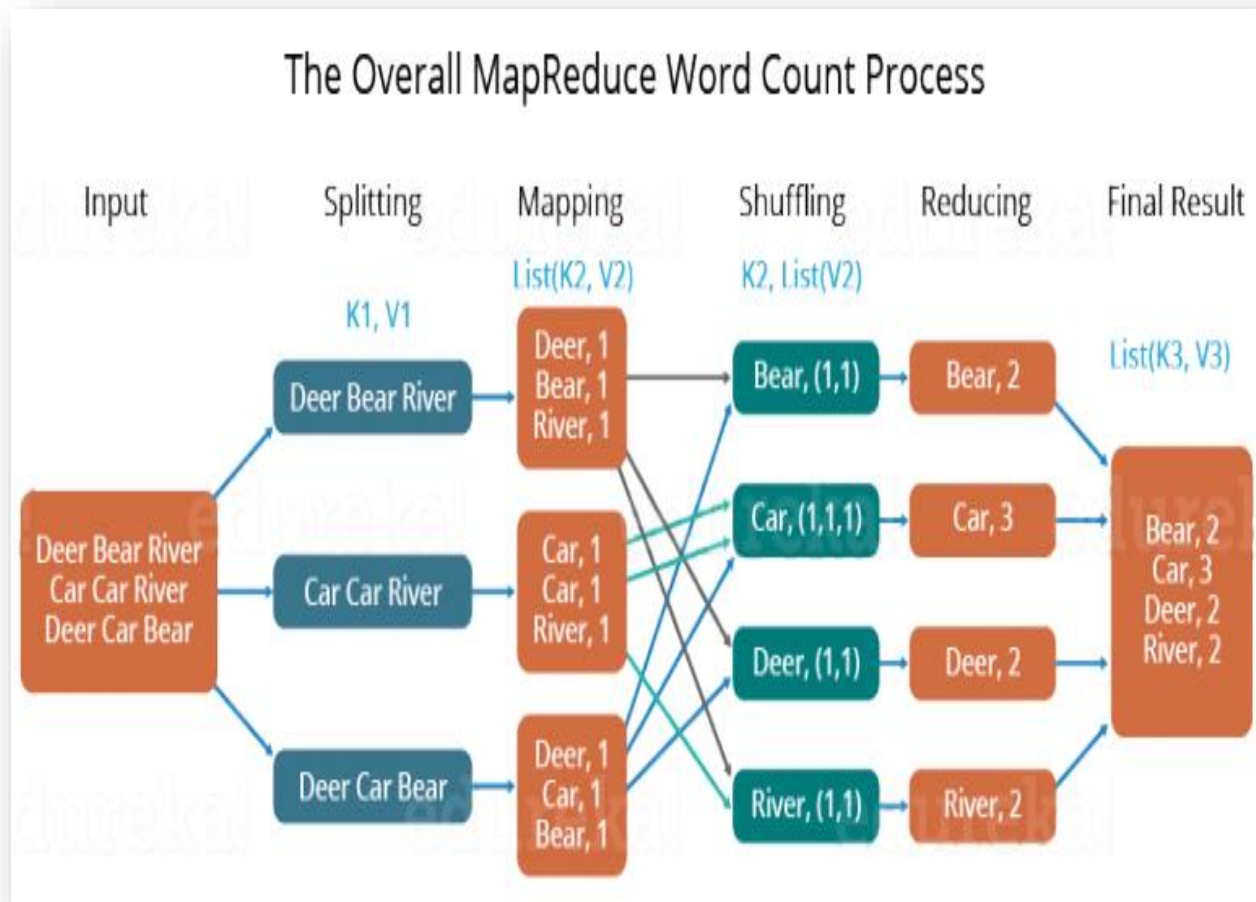 The Overall MapReduce Word Count Process
Input
Splitting
Mapping
Shuffling
Reducing
Final Result
K1, V1
List(K2, V2)
K2, List(V2)
List(K3, V3)
Deer Bear River
Car Car River
Deer Car Bear
Deer Bear River
Car Car River
Deer Car Bear
Deer, 1
Bear, 1
River, 1
Car, 1
Car, 1
River, 1
Deer, 1
Car, 1
Bear, 1
Bear, (1,1)
Car, (1,1,1)
Deer, (1,1)
River, (1,1)
Bear, 2
Car, 3
Deer, 2
River, 2
Bear, 2
Car, 3
Deer, 2
River, 2
edureka!